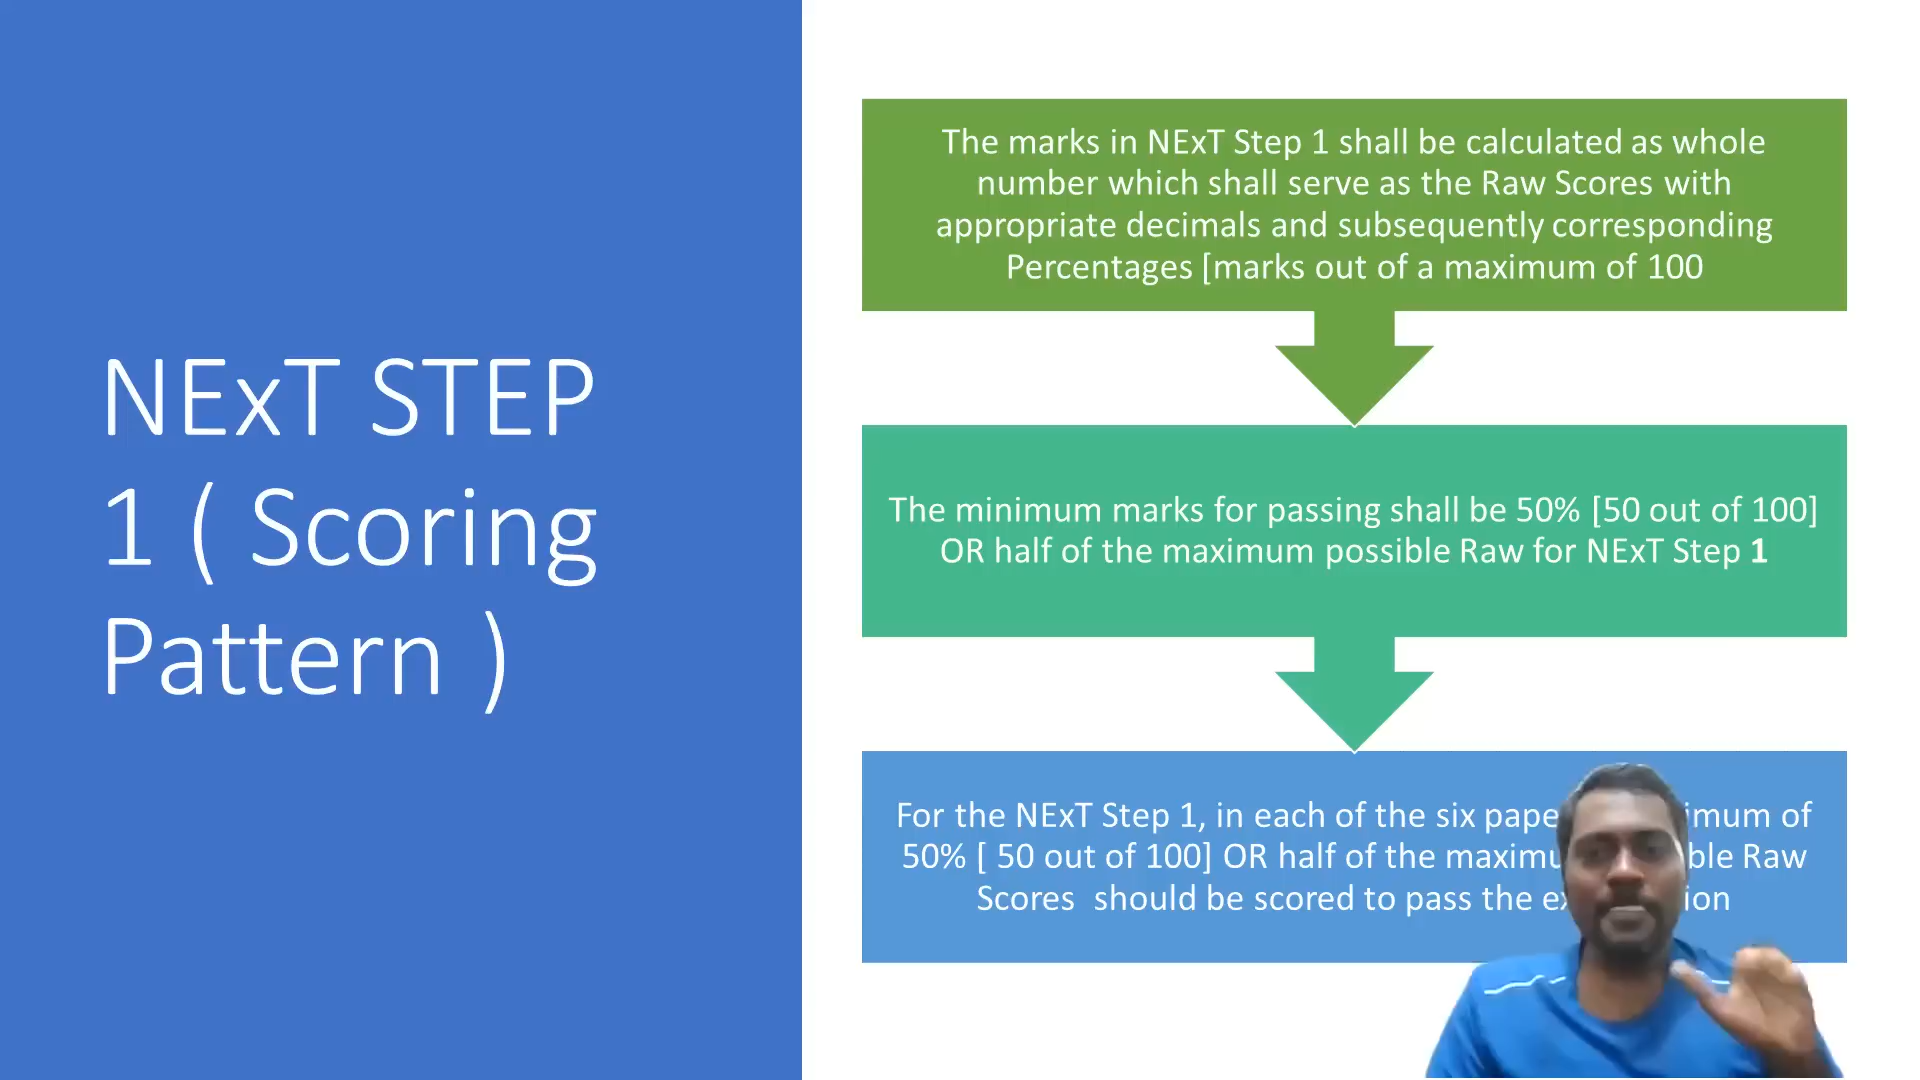 NExT STEP
1 ( Scoring
Pattern )
The marks in NExT Step 1 shall be calculated as whole
number which shall serve as the Raw Scores with
appropriate decimals and subsequently corresponding
Percentages [marks out of a maximum of 100
The minimum marks for passing shall be 50% [50 out of 100]
OR half of the maximum possible Raw for NExT Step 1
For the NExT Step 1, in each of the six of
50% [ 50 out of 100] OR half of the Raw
Scores should be scored to pass the